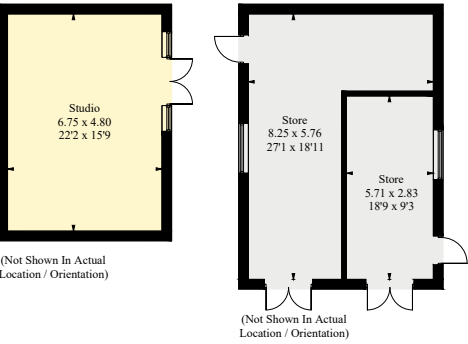 Studio
6.75 x 4.80
22'2 x 15'9
(Not Shown In Actual
Location / Orientation)
Store
8.25 x 5.76
27'1 x 18'11
Store
5.71 x 2.83
18'9 x 9'3
(Not Shown In Actual
Location / Orientation)